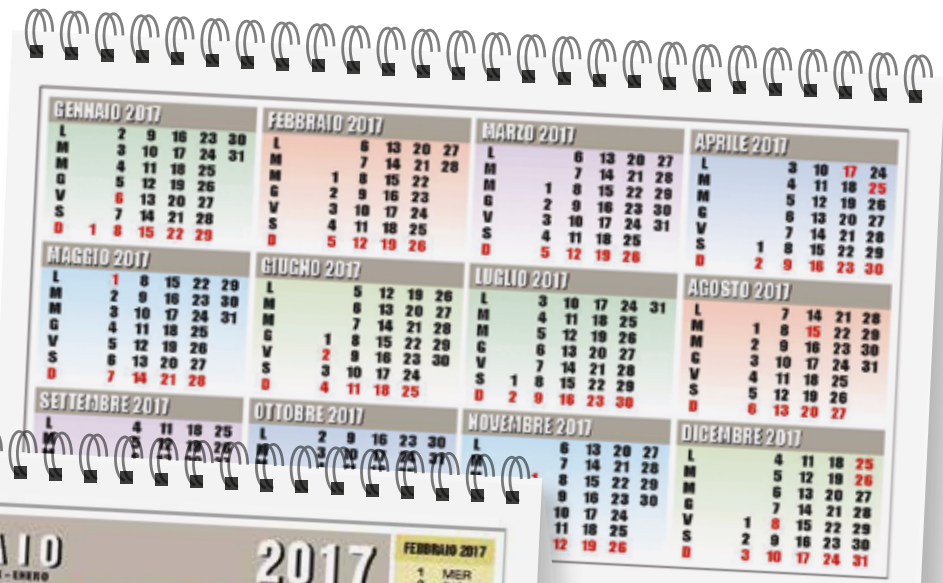 GENNAIO 2017
L 2 9 16 23 30
M 3 10 17 24 31
M 4 11 18 25
G 5 12 19 26
V 6 13 20 27
S 7 14 21 28
D 1 8 15 22 29
FEBBRAIO 2017
L 6 13 20 27
M 7 14 21 28
M 1 8 15 22
G 2 9 16 23
V 3 10 17 24
S 4 11 18 25
D 5 12 19 26
MARZO 2017
L 6 13 20 27
M 7 14 21 28
M 1 8 15 22 29
G 2 9 16 23 30
V 3 10 17 24 31
S 4 11 18 25
D 5 12 19 26
APRILE 2017
L 3 10 17 24
M 4 11 18 25
M 5 12 19 26
G 6 13 20 27
V 7 14 21 28
S 1 8 15 22 29
D 2 9 16 23 30
MAGGIO 2017
L 1 8 15 22 29
M 2 9 16 23 30
M 3 10 17 24 31
G 4 11 18 25
V 5 12 19 26
S 6 13 20 27
D 7 14 21 28
GIUGNO 2017
L 5 12 19 26
M 6 13 20 27
M 7 14 21 28
G 1 8 15 22 29
V 2 9 16 23 30
S 3 10 17 24
D 4 11 18 25
LUGLIO 2017
L 3 10 17 24 31
M 4 11 18 25
M 5 12 19 26
G 6 13 20 27
V 7 14 21 28
S 1 8 15 22 29
D 2 9 16 23 30
AGOSTO 2017
L 7 14 21 28
M 1 8 15 22 29
M 2 9 16 23 30
G 3 10 17 24 31
V 4 11 18 25
S 5 12 19 26
D 6 13 20 27
SETTEMBRE 2017
L 4 11 18 25
M 5 12 19 26
OTTOBRE 2017
L 2 9 16 23 30
M 3 10 17 24 31
NOVEMBRE 2017
L 6 13 20 27
M 7 14 21 28
8 15 22 29
9 16 23 30
10 17 24
11 18 25
12 19 26
DICEMBRE 2017
L 4 11 18 25
M 5 12 19 26
M 6 13 20 27
G 7 14 21 28
V 1 8 15 22 29
S 2 9 16 23 30
D 3 10 17 24 31
AIO 2017
- ENERO
FEBBRAIO 2017
1 MER